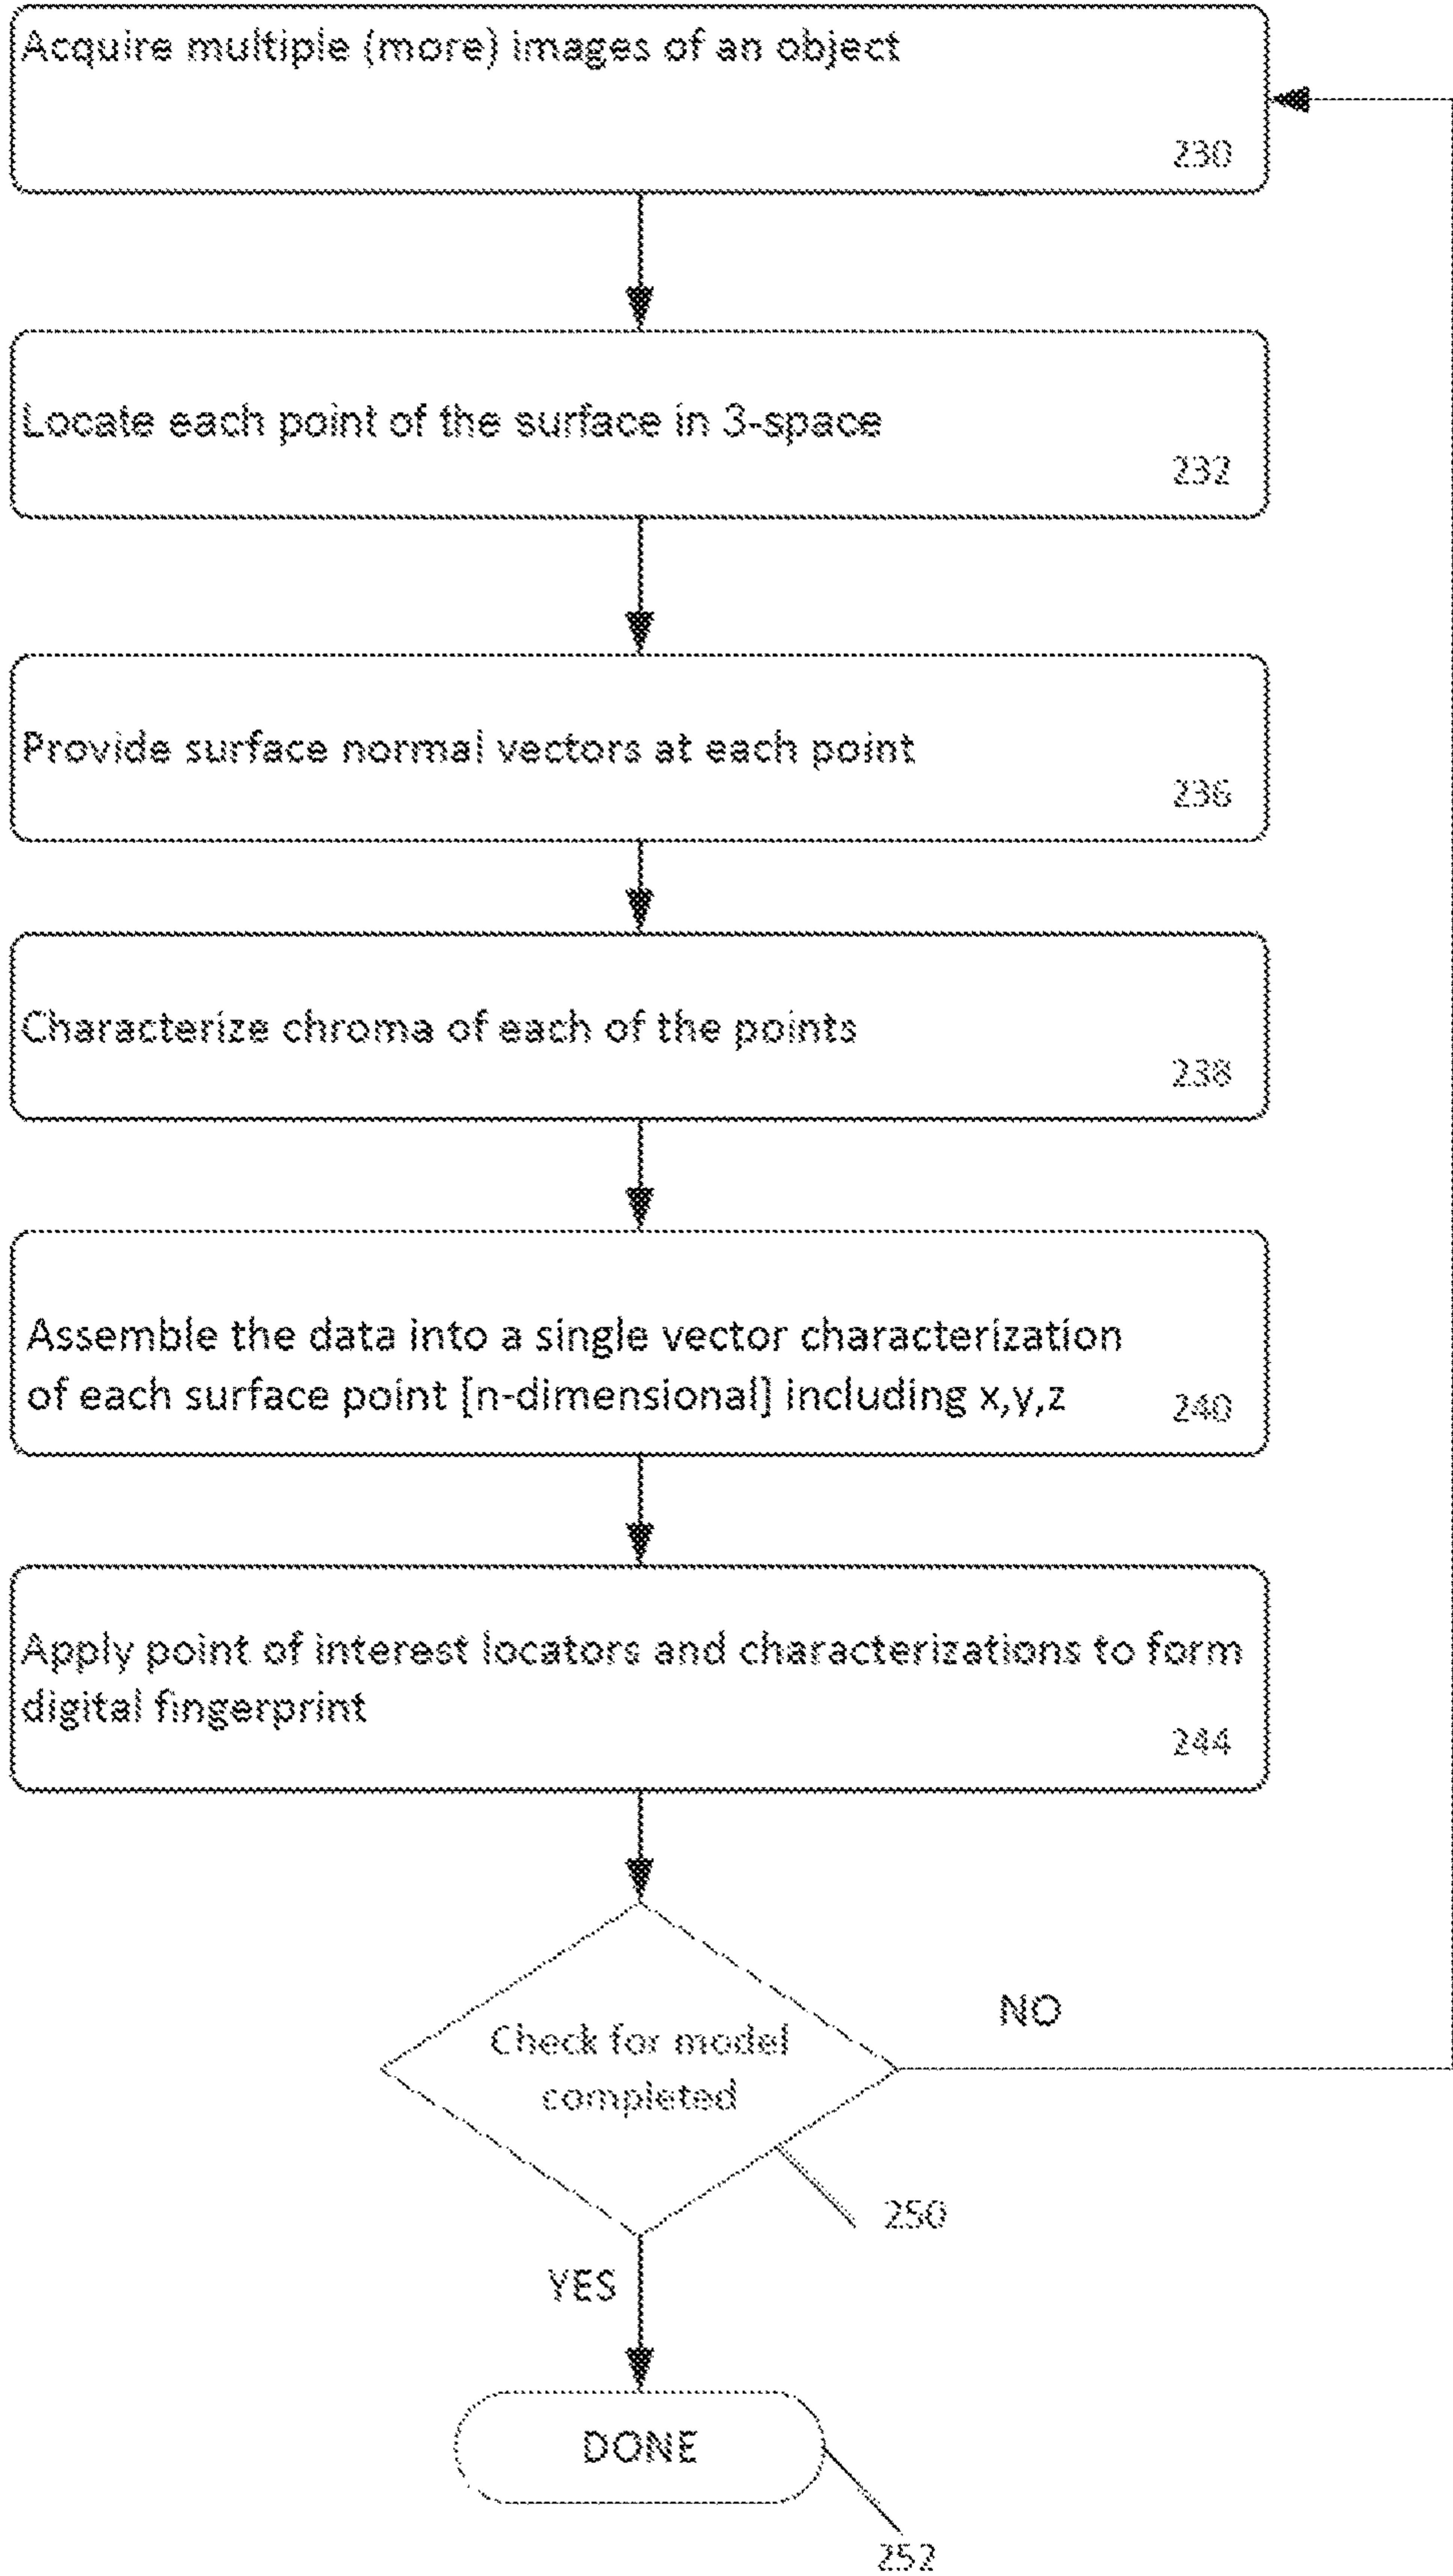 Acquire multiple (more) images of an object
230
Locate each point of the surface in 3-space
232
Provide surface normal vectors at each point
236
Characterize chroma of each of the points
238
Assemble the data into a single vector characterization
of each surface point [n-dimensional] including x,y,z
240
Apply point of interest locators and characterizations to form
digital fingerprint
244
Check for model
completed
NO
250
YES
DONE
252